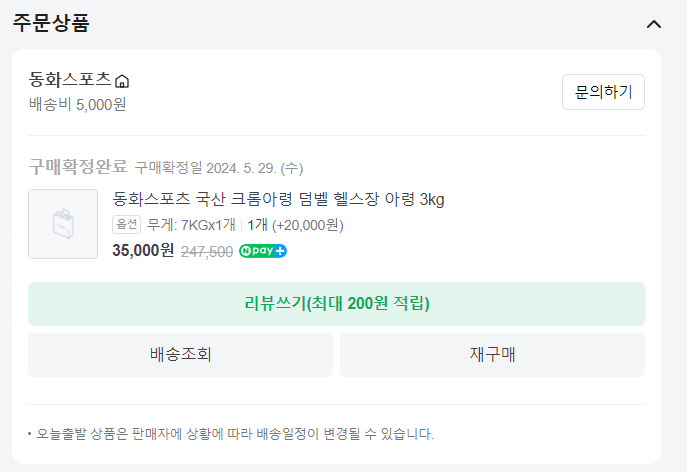 주문상품
동화스포츠
배송비 5,000원
문의하기
구매확정완료 구매확정일 2024. 5. 29. (수)
동화스포츠 국산 크롬아령 덤벨 헬스장 아령 3kg
옵션 무게: 7KGx1개 1개 (+20,000원)
35,000원 247,500 N pay +
리뷰쓰기(최대 200원 적립)
배송조회 재구매
· 오늘출발 상품은 판매자에 상황에 따라 배송일정이 변경될 수 있습니다.